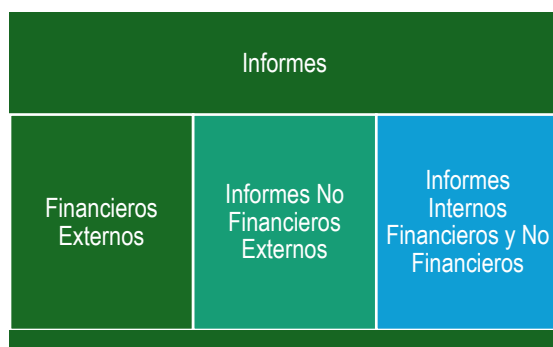 Informes
Financieros
Externos
Informes No
Financieros
Externos
Informes
Internos
Financieros y No
Financieros